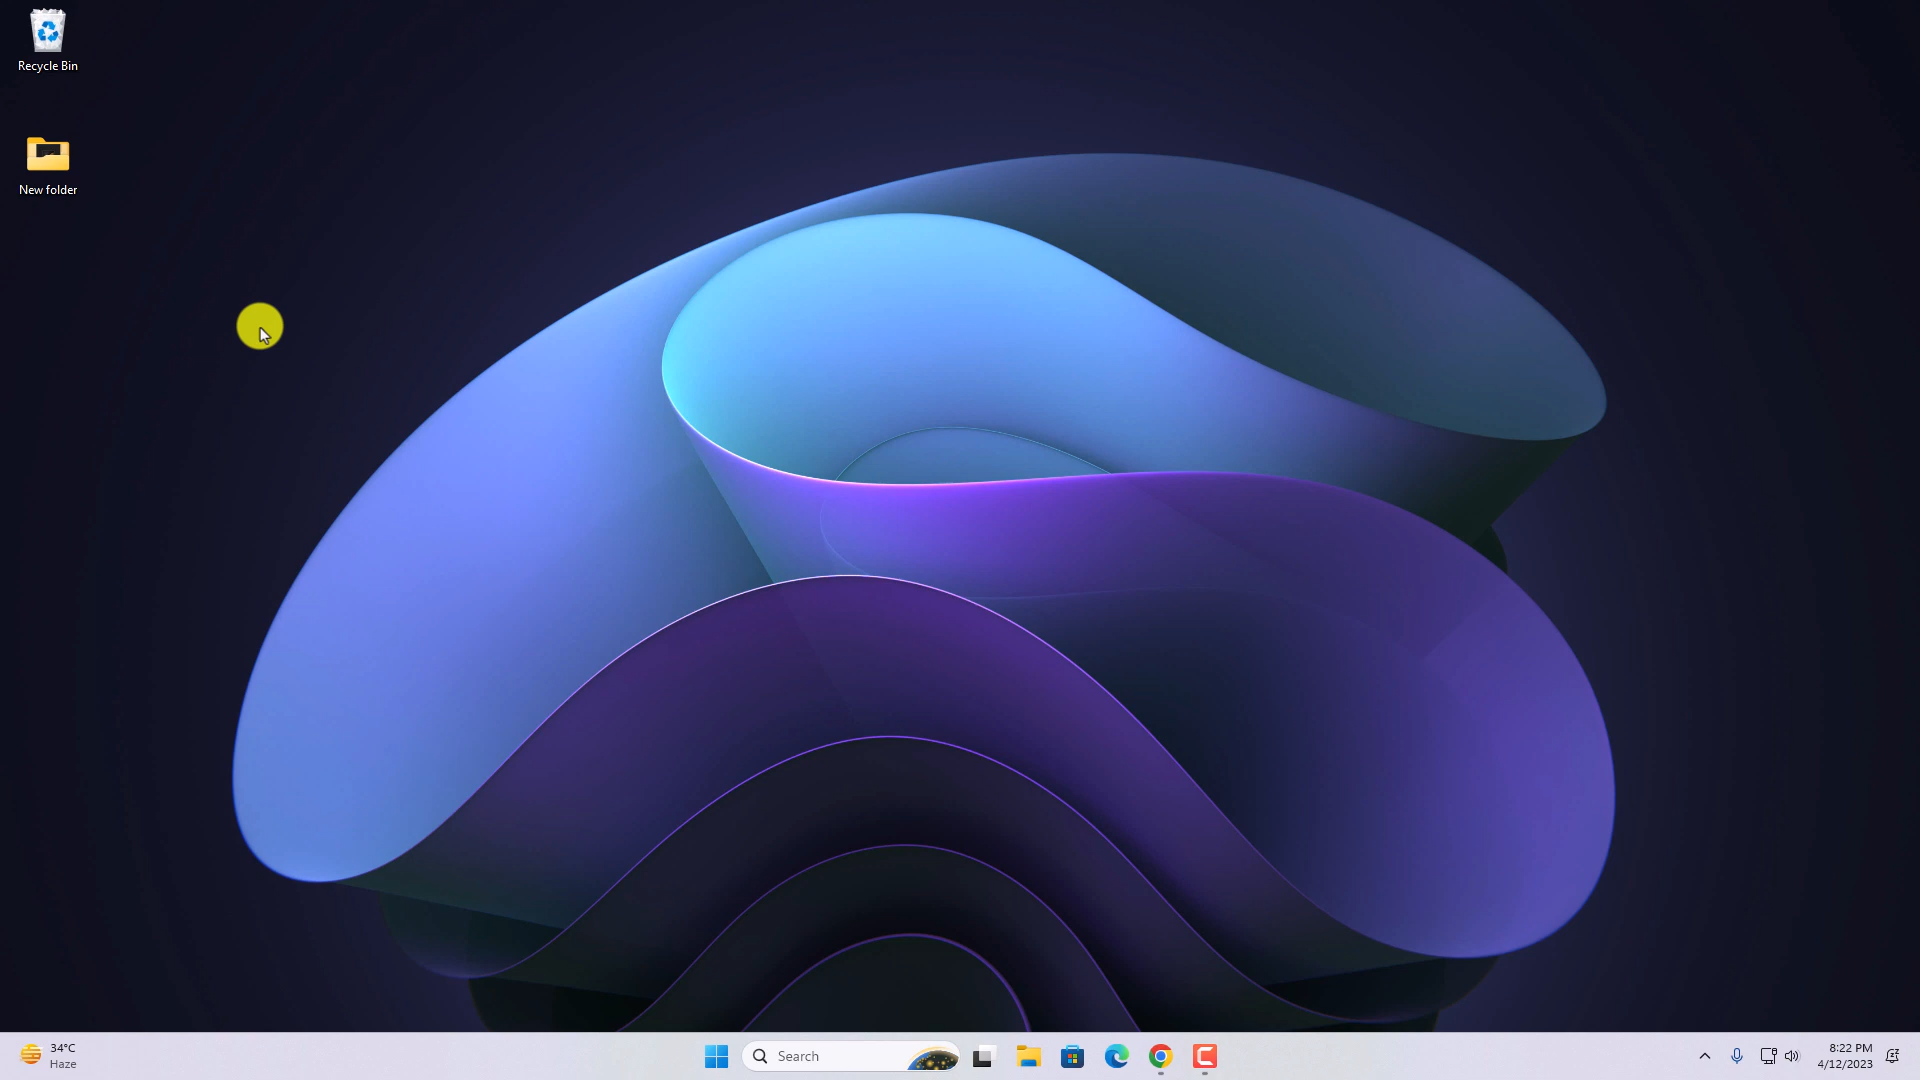 Recycle Bin
New folder
34°C
Haze
Search
8:22 PM
4/12/2023